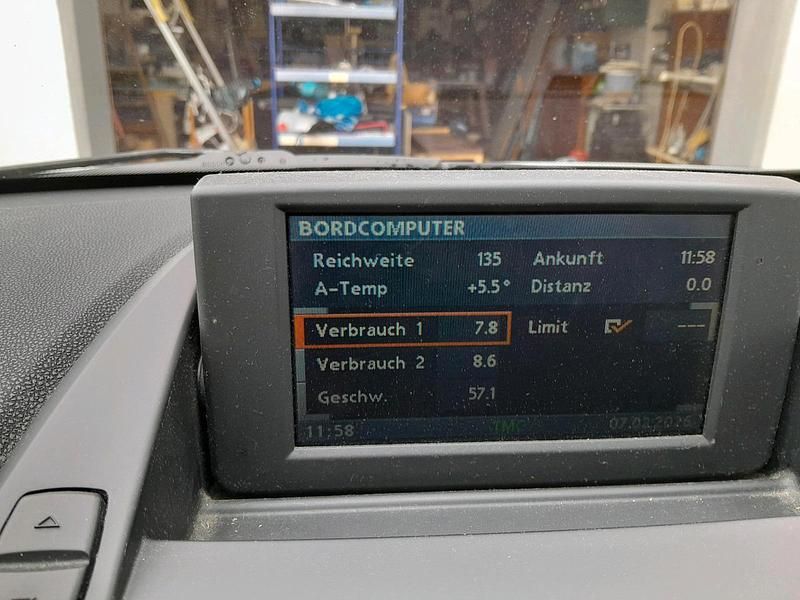 BORDCOMPUTER
Reichweite 135 Ankunft 11:58
A-Temp +5.5° Distanz 0.0
Verbrauch 1 7.8 Limit ---
Verbrauch 2 8.6
Geschw. 57.1
11:58 TMC